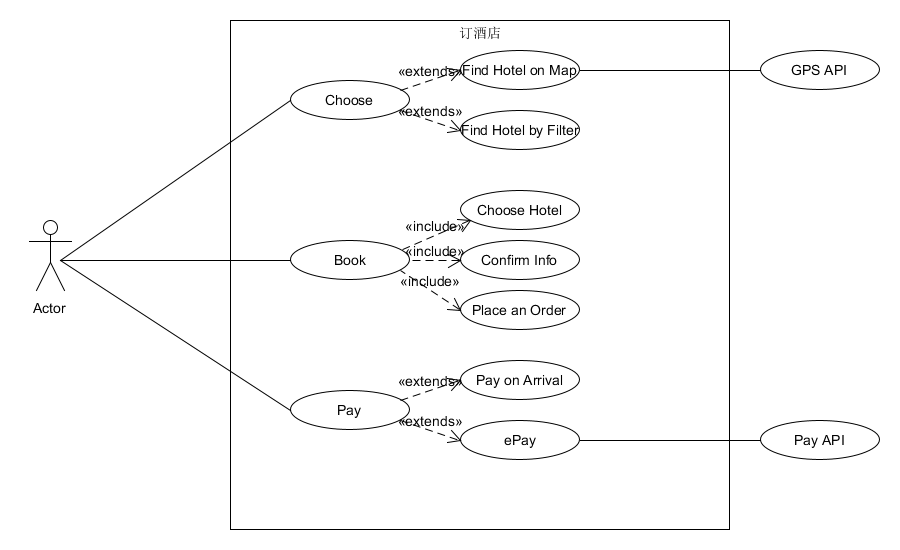 订酒店
«extends»
Find Hotel on Map
GPS API
Choose
«extends»
Find Hotel by Filter
Choose Hotel
«include»
Book
«include»
Confirm Info
«include»
Place an Order
Actor
«extends»
Pay on Arrival
Pay
«extends»
ePay
Pay API